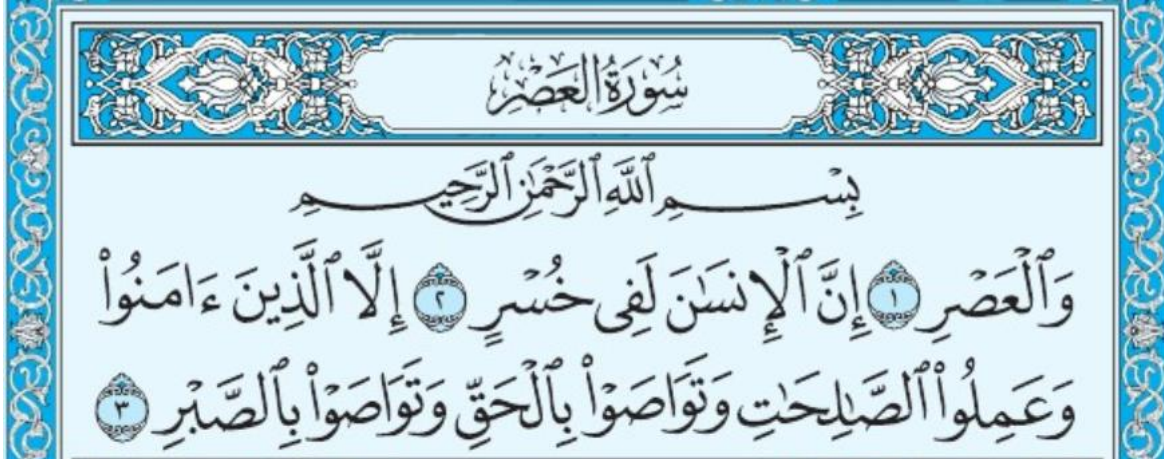 سُورَةُ العَصْرِ
بِسْمِ ٱللَّهِ ٱلرَّحْمَٰنِ ٱلرَّحِيمِ
وَٱلْعَصْرِ ١ إِنَّ ٱلْإِنسَٰنَ لَفِى خُسْرٍ ٢ إِلَّا ٱلَّذِينَ ءَامَنُوا۟
وَعَمِلُوا۟ ٱلصَّٰلِحَٰتِ وَتَوَاصَوْا۟ بِٱلْحَقِّ وَتَوَاصَوْا۟ بِٱلصَّبْرِ ٣